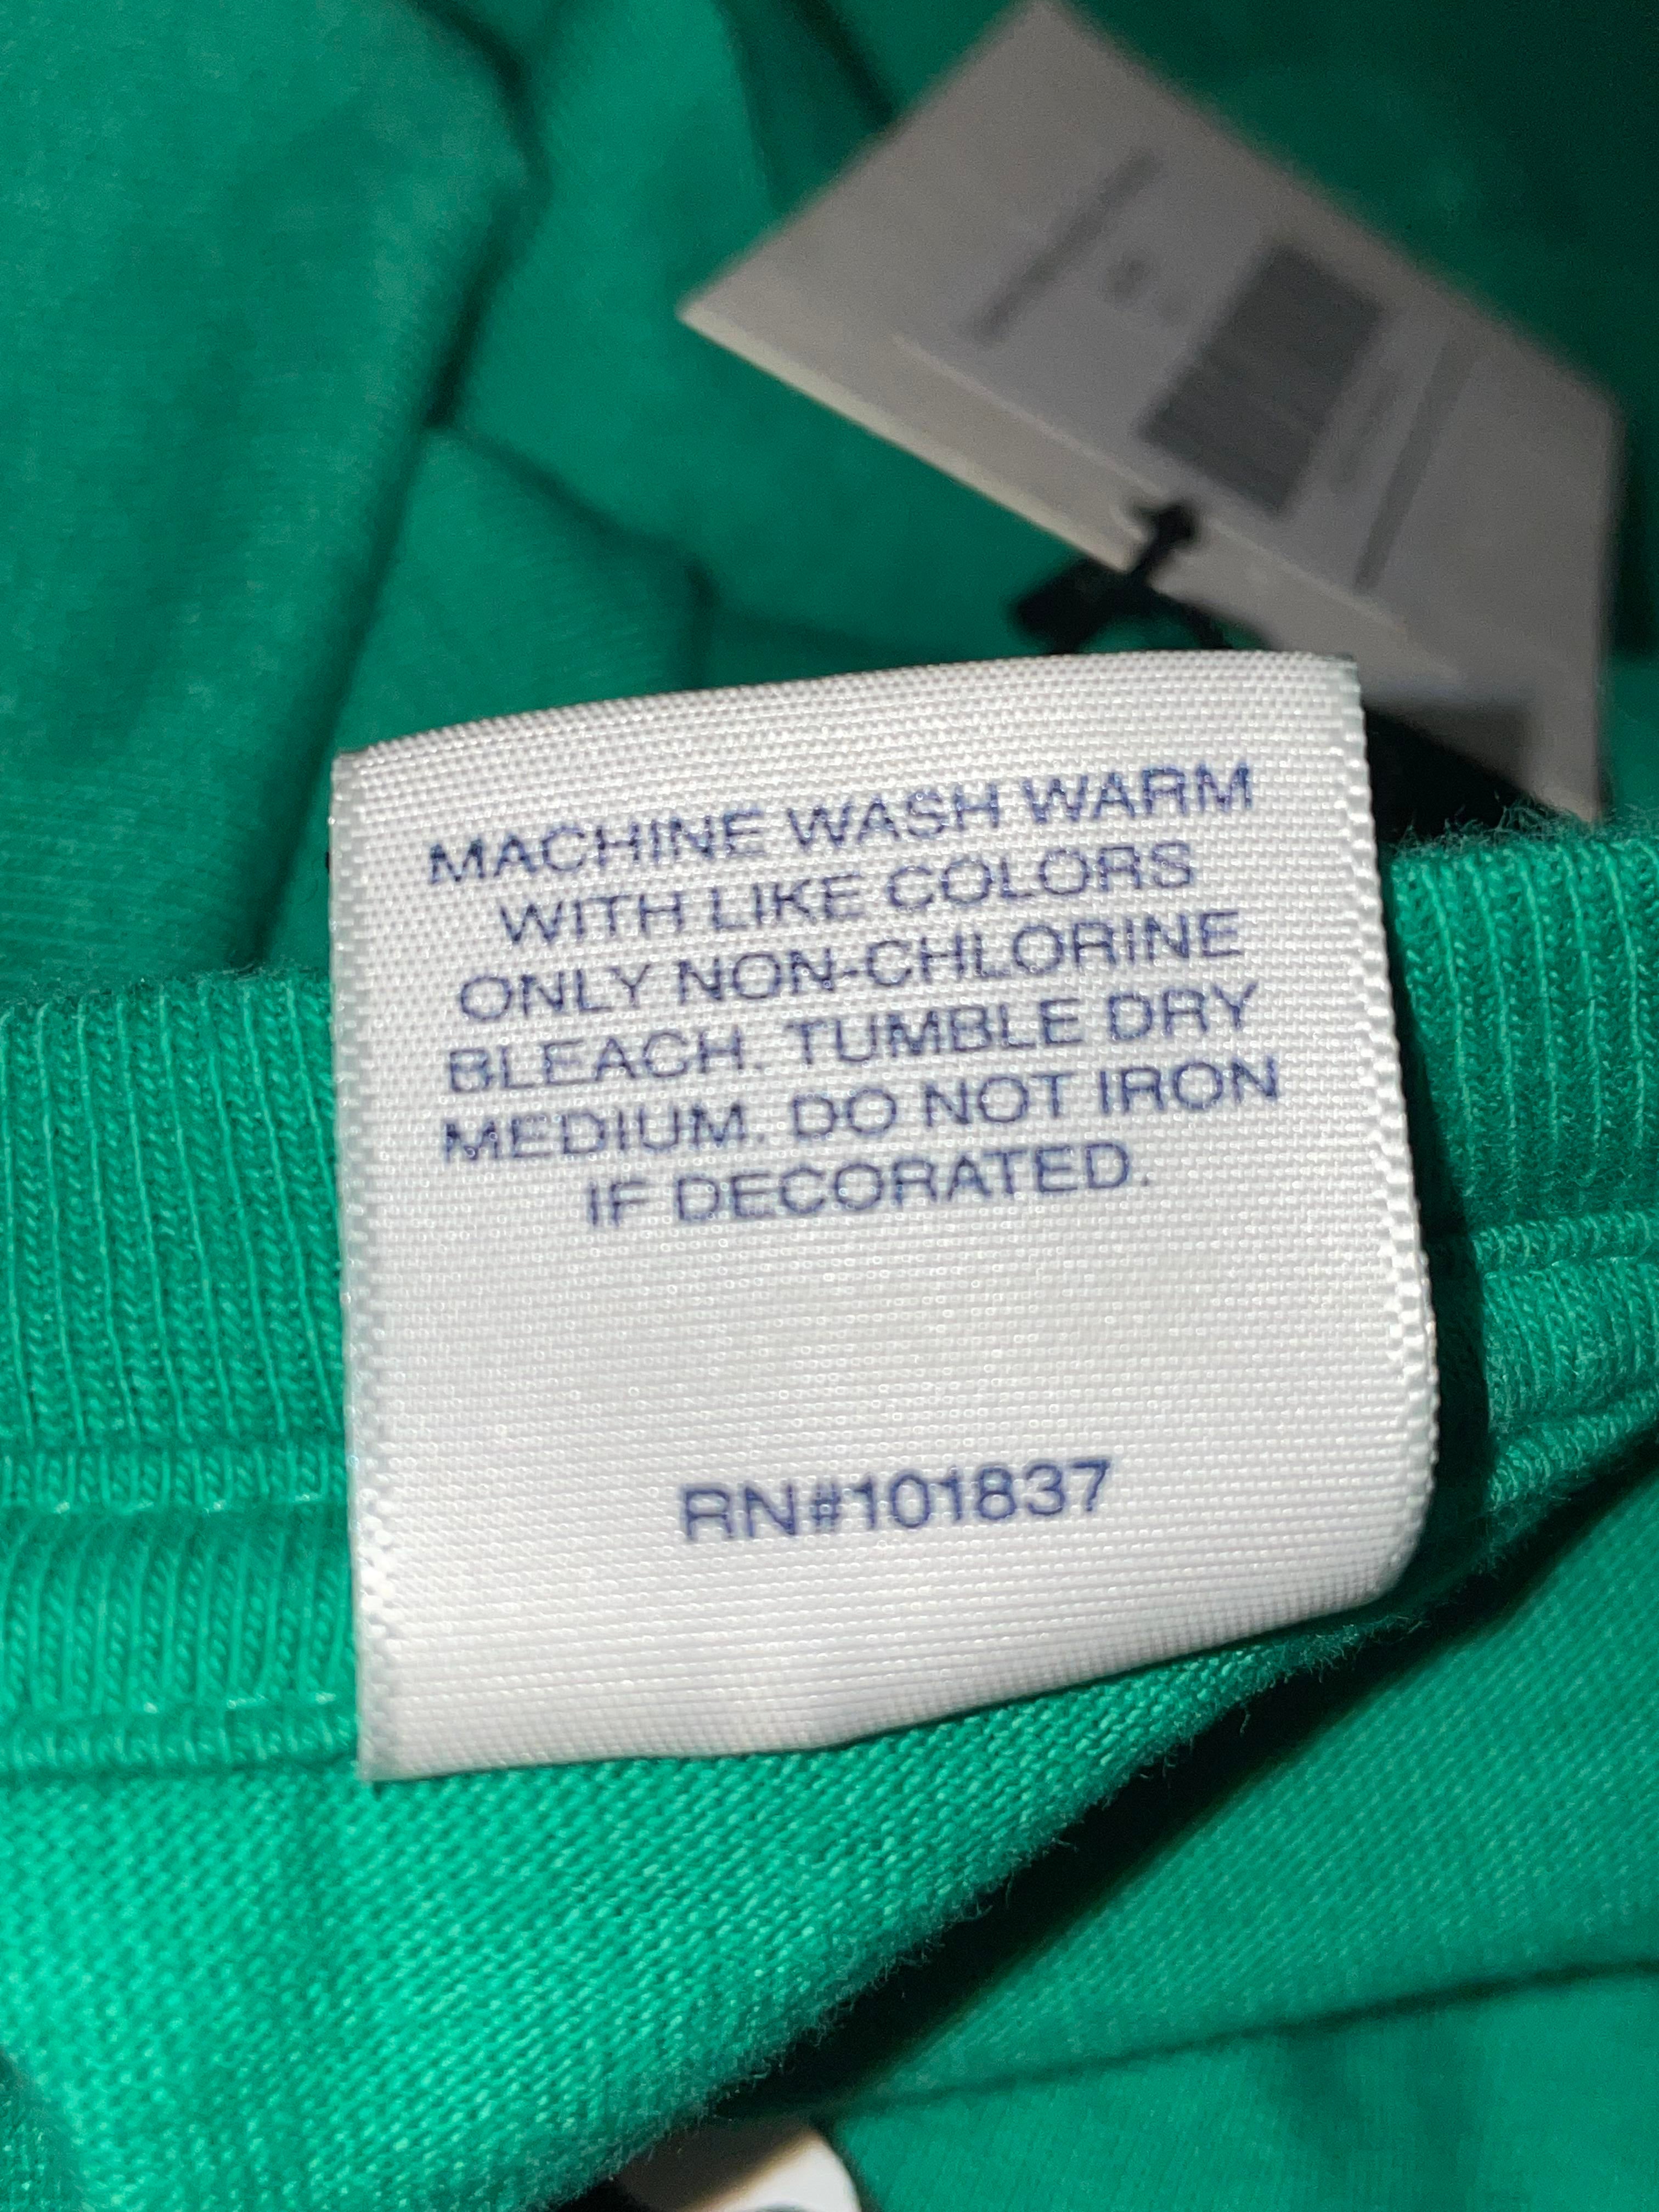 MACHINE WASH WARM
WITH LIKE COLORS
ONLY NON-CHLORINE
BLEACH. TUMBLE DRY
MEDIUM. DO NOT IRON
IF DECORATED.
RN#101837